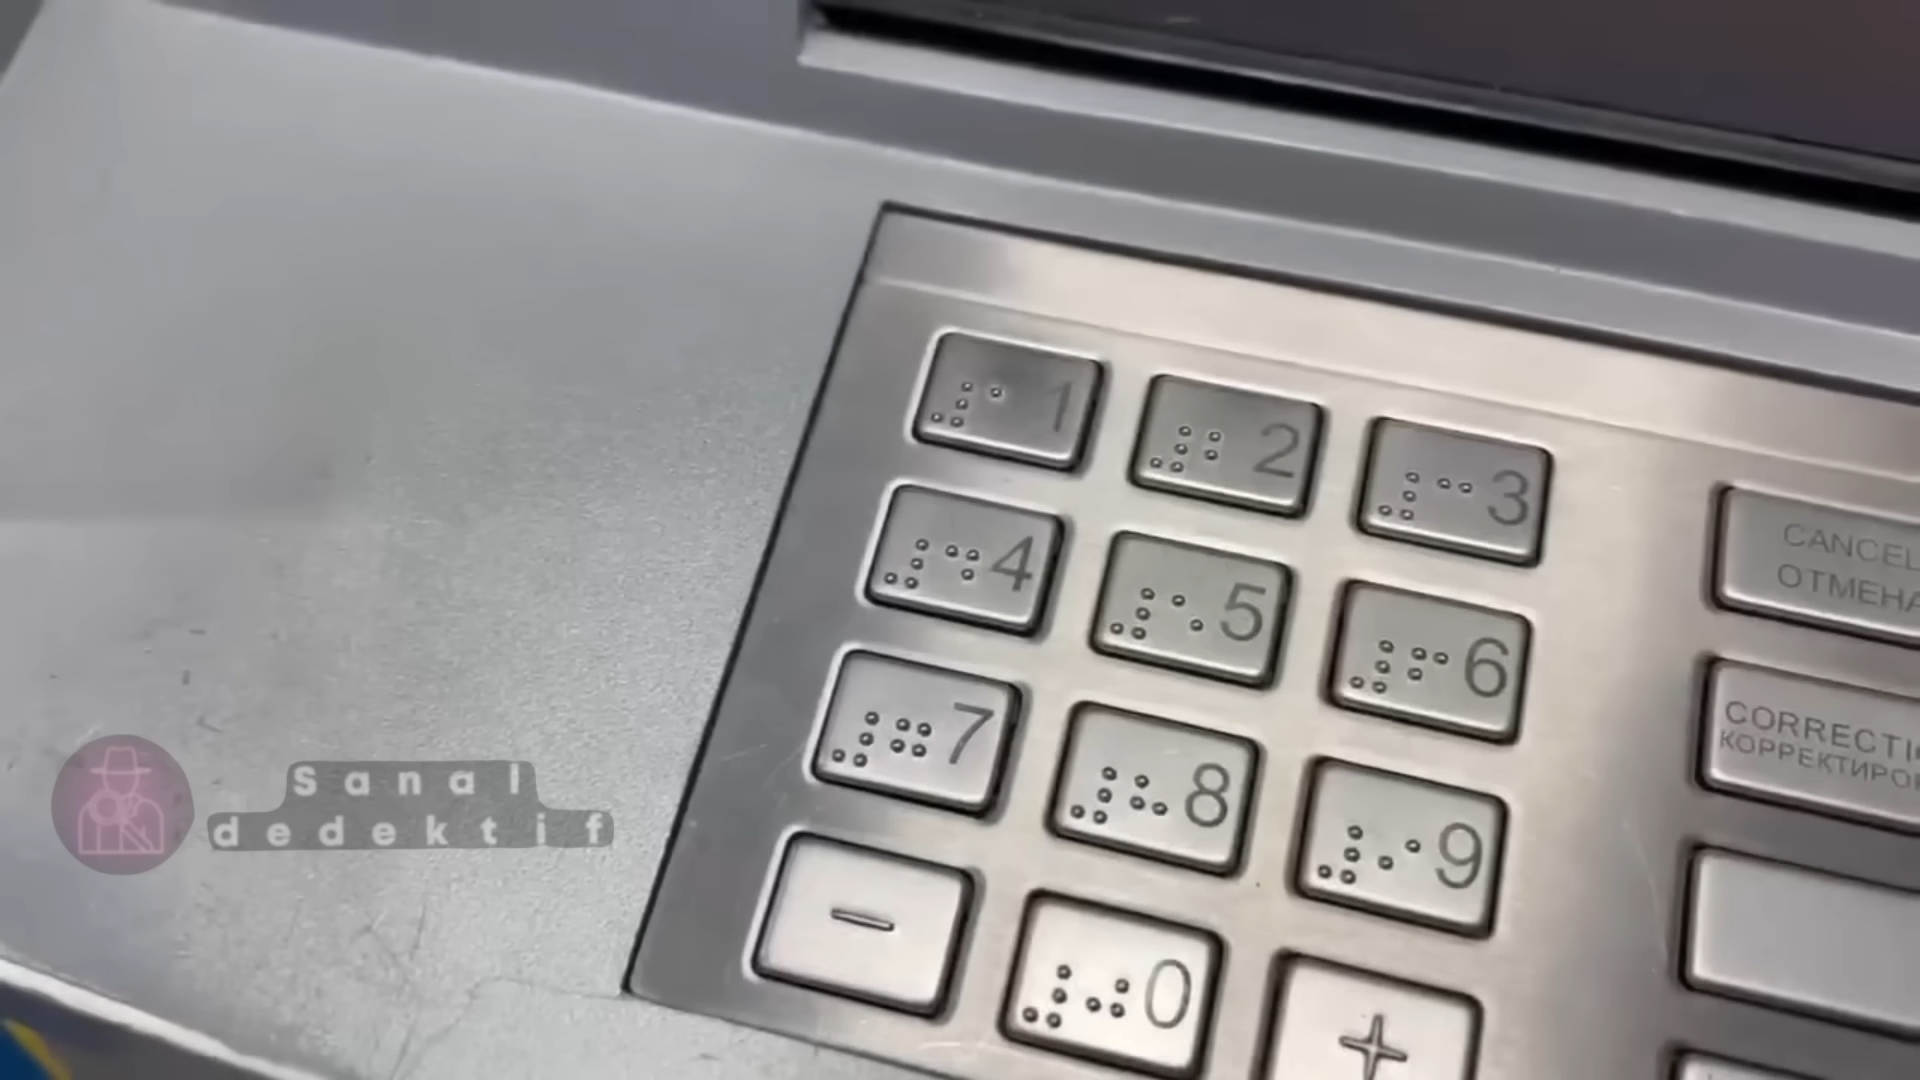 1 2 3
CANCEL
ОТМЕНА
4 5 6
CORRECTI
КОРРЕКТИРО
7 8 9
- 0 +
Sanal
dedektif